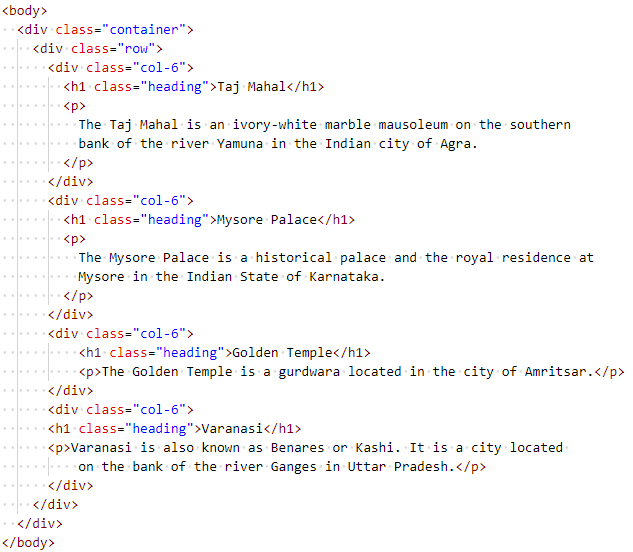 <body>
  <div class="container">
    <div class="row">
      <div class="col-6">
        <h1 class="heading">Taj Mahal</h1>
        <p>
          The Taj Mahal is an ivory-white marble mausoleum on the southern
          bank of the river Yamuna in the Indian city of Agra.
        </p>
      </div>
      <div class="col-6">
        <h1 class="heading">Mysore Palace</h1>
        <p>
          The Mysore Palace is a historical palace and the royal residence at
          Mysore in the Indian State of Karnataka.
        </p>
      </div>
      <div class="col-6">
          <h1 class="heading">Golden Temple</h1>
          <p>The Golden Temple is a gurdwara located in the city of Amritsar.</p>
      </div>
      <div class="col-6">
      <h1 class="heading">Varanasi</h1>
      <p>Varanasi is also known as Benares or Kashi. It is a city located
          on the bank of the river Ganges in Uttar Pradesh.</p>
      </div>
    </div>
  </div>
</body>